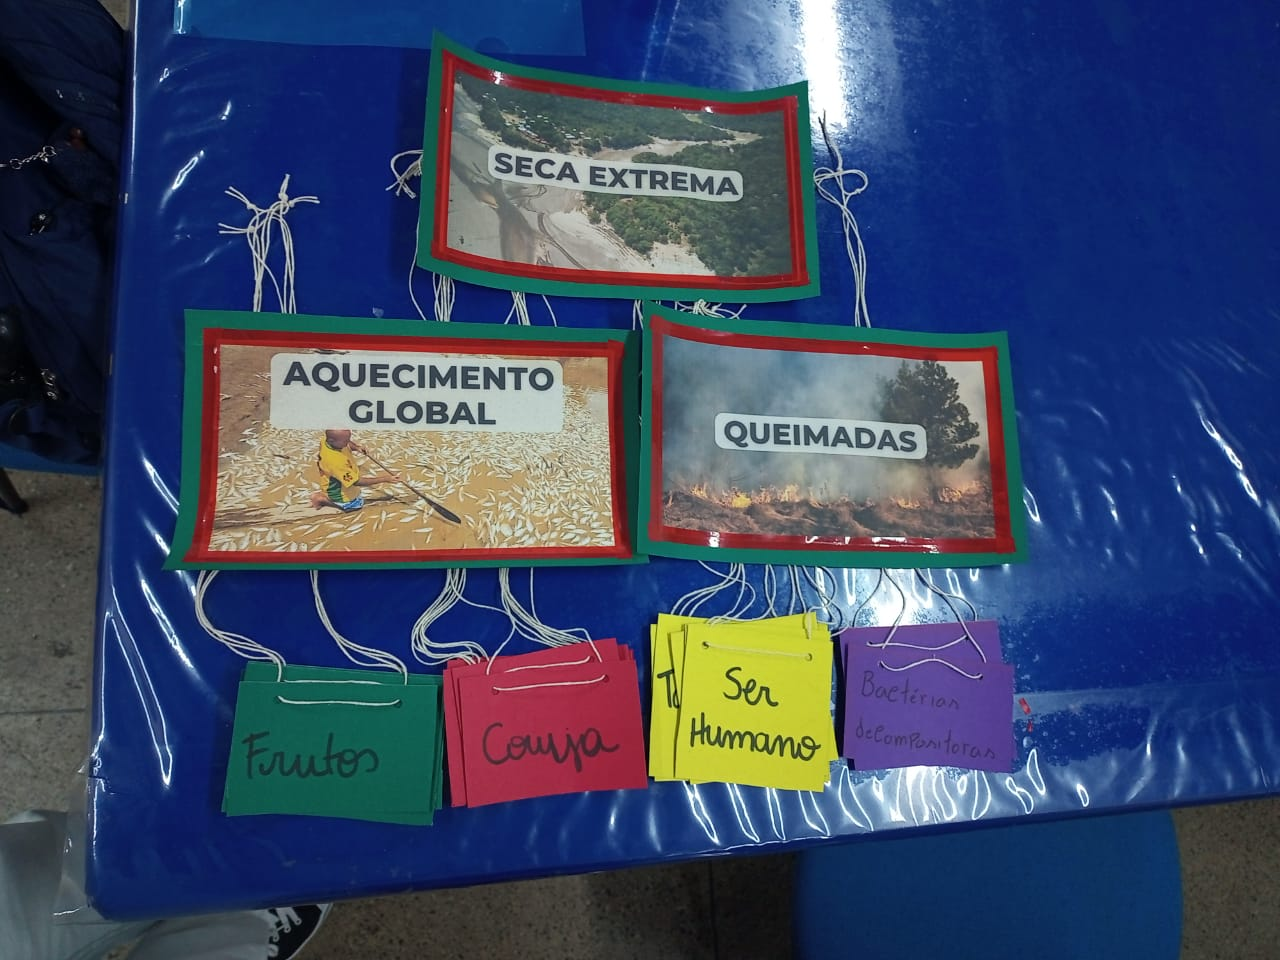 SECA EXTREMA
AQUECIMENTO
GLOBAL
QUEIMADAS
Frutos
Coruja
Ser
Humano
Bactérias
decompositoras